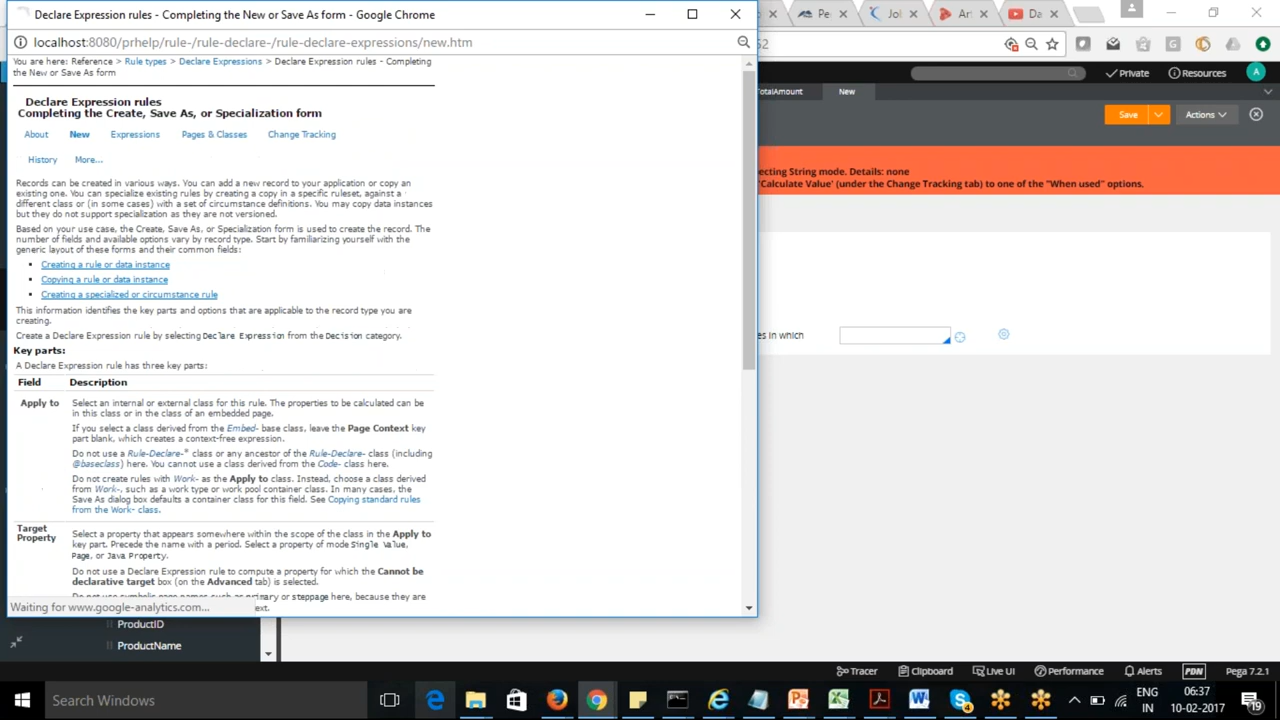 Declare Expression rules - Completing the New or Save As form - Google Chrome
localhost:8080/prhelp/rule-/rule-declare-/rule-declare-expressions/new.htm
You are here: Reference > Rule types > Declare Expressions > Declare Expression rules - Completing
the New or Save As form
Declare Expression rules
Completing the Create, Save As, or Specialization form
About New Expressions Pages & Classes Change Tracking
History More...
Records can be created in various ways. You can add a new record to your application or copy an
existing one. You can specialize existing rules by creating a copy in a specific ruleset, against a
different class or (in some cases) with a set of circumstance definitions. You may copy data instances
but they do not support specialization as they are not versioned.
Based on your use case, the Create, Save As, or Specialization form is used to create the record. The
number of fields and available options vary by record type. Start by familiarizing yourself with the
generic layout of these forms and their common fields:
• Creating a rule or data instance
• Copying a rule or data instance
• Creating a specialized or circumstance rule
This information identifies the key parts and options that are applicable to the record type you are
creating.
Create a Declare Expression rule by selecting Declare Expression from the Decision category.
Key parts:
A Declare Expression rule has three key parts:
Field Description
Apply to Select an internal or external class for this rule. The properties to be calculated can be
in this class or in the class of an embedded page.
If you select a class derived from the Embed- base class, leave the Page Context key
part blank, which creates a context-free expression.
Do not use a Rule-Declare-* class or any ancestor of the Rule-Declare- class (including
@baseclass) here. You cannot use a class derived from the Code- class here.
Do not create rules with Work- as the Apply to class. Instead, choose a class derived
from Work-, such as a work type or work pool container class. In many cases, the
Save As dialog box defaults a container class for this field. See Copying standard rules
from the Work- class.
Target Property Select a property that appears somewhere within the scope of the class in the Apply to
key part. Precede the name with a period. Select a property of mode Single Value,
Page, or Java Property.
Do not use a Declare Expression rule to compute a property for which the Cannot be
declarative target box (on the Advanced tab) is selected.
Do not use symbolic page names such as primary or steppage here, because they are
Waiting for www.google-analytics.com...
Pe Jo Ar Da
52
Private Resources A
TotalAmount New
Save Actions
ecting String mode. Details: none
'Calculate Value' (under the Change Tracking tab) to one of the "When used" options.
es in which
ProductID
ProductName
Tracer Clipboard Live UI Performance Alerts PDN Pega 7.2.1
Search Windows
4
ENG
IN
06:37
10-02-2017
19